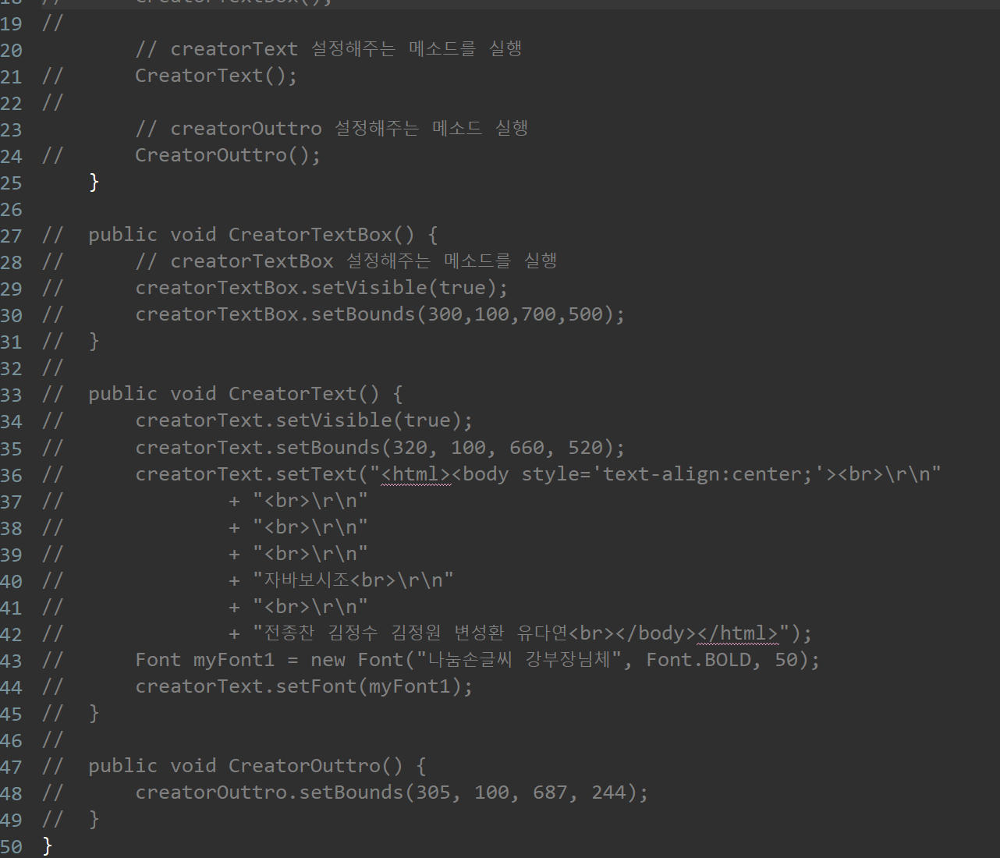 18 //      CreatorTextBox();
19 //
20         // creatorText 설정해주는 메소드를 실행
21 //      CreatorText();
22 //
23         // creatorOuttro 설정해주는 메소드 실행
24 //      CreatorOuttro();
25     }
26
27 //  public void CreatorTextBox() {
28 //      // creatorTextBox 설정해주는 메소드를 실행
29 //      creatorTextBox.setVisible(true);
30 //      creatorTextBox.setBounds(300,100,700,500);
31 //  }
32 //
33 //  public void CreatorText() {
34 //      creatorText.setVisible(true);
35 //      creatorText.setBounds(320, 100, 660, 520);
36 //      creatorText.setText("<html><body style='text-align:center;'><br>\r\n"
37 //              + "<br>\r\n"
38 //              + "<br>\r\n"
39 //              + "<br>\r\n"
40 //              + "자바보시조<br>\r\n"
41 //              + "<br>\r\n"
42 //              + "전종찬 김정수 김정원 변성환 유다연<br></body></html>");
43 //      Font myFont1 = new Font("나눔손글씨 강부장님체", Font.BOLD, 50);
44 //      creatorText.setFont(myFont1);
45 //  }
46 //
47 //  public void CreatorOuttro() {
48 //      creatorOuttro.setBounds(305, 100, 687, 244);
49 //  }
50 }